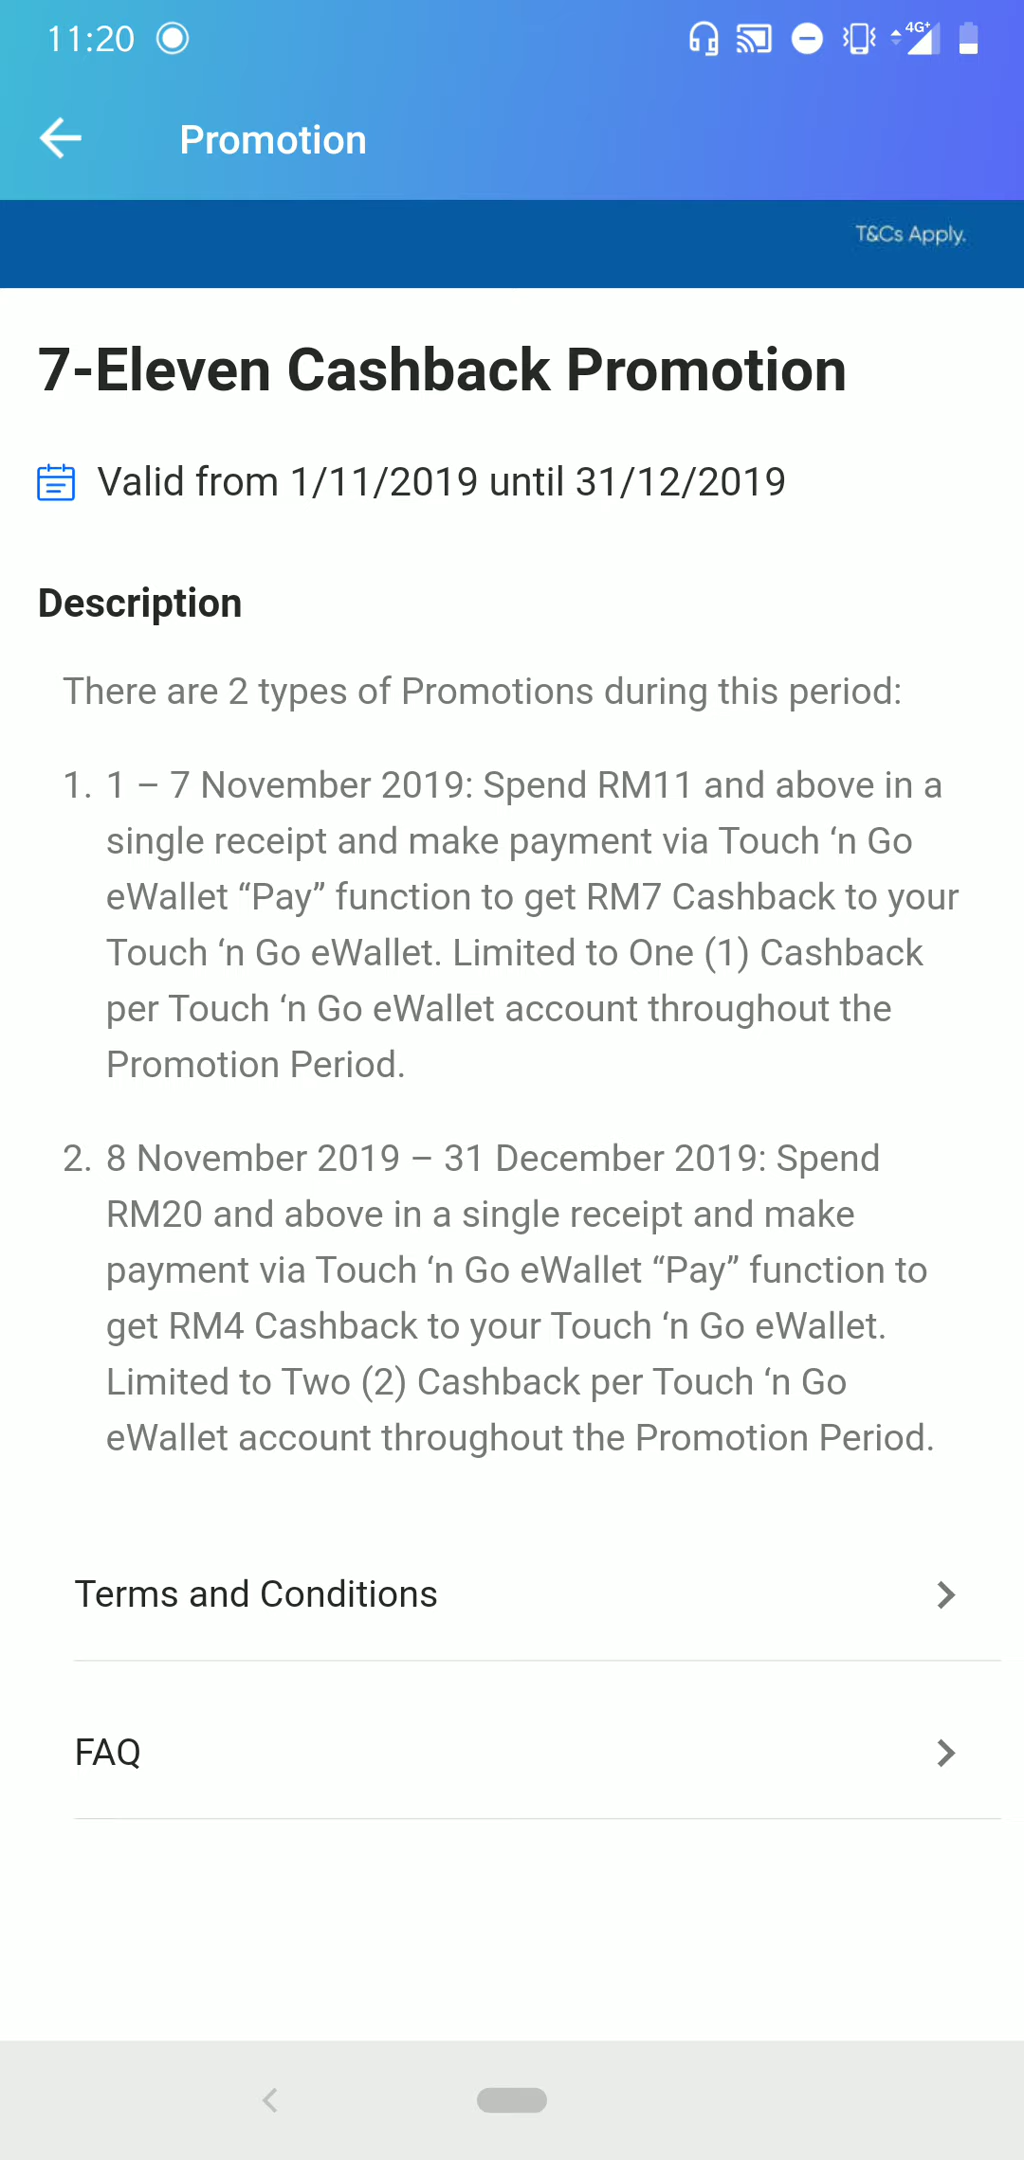 11:20
4G+
Promotion
T&Cs Apply.
7-Eleven Cashback Promotion
Valid from 1/11/2019 until 31/12/2019
Description
There are 2 types of Promotions during this period:
1. 1 – 7 November 2019: Spend RM11 and above in a
single receipt and make payment via Touch ‘n Go
eWallet “Pay” function to get RM7 Cashback to your
Touch ‘n Go eWallet. Limited to One (1) Cashback
per Touch ‘n Go eWallet account throughout the
Promotion Period.
2. 8 November 2019 – 31 December 2019: Spend
RM20 and above in a single receipt and make
payment via Touch ‘n Go eWallet “Pay” function to
get RM4 Cashback to your Touch ‘n Go eWallet.
Limited to Two (2) Cashback per Touch ‘n Go
eWallet account throughout the Promotion Period.
Terms and Conditions
FAQ